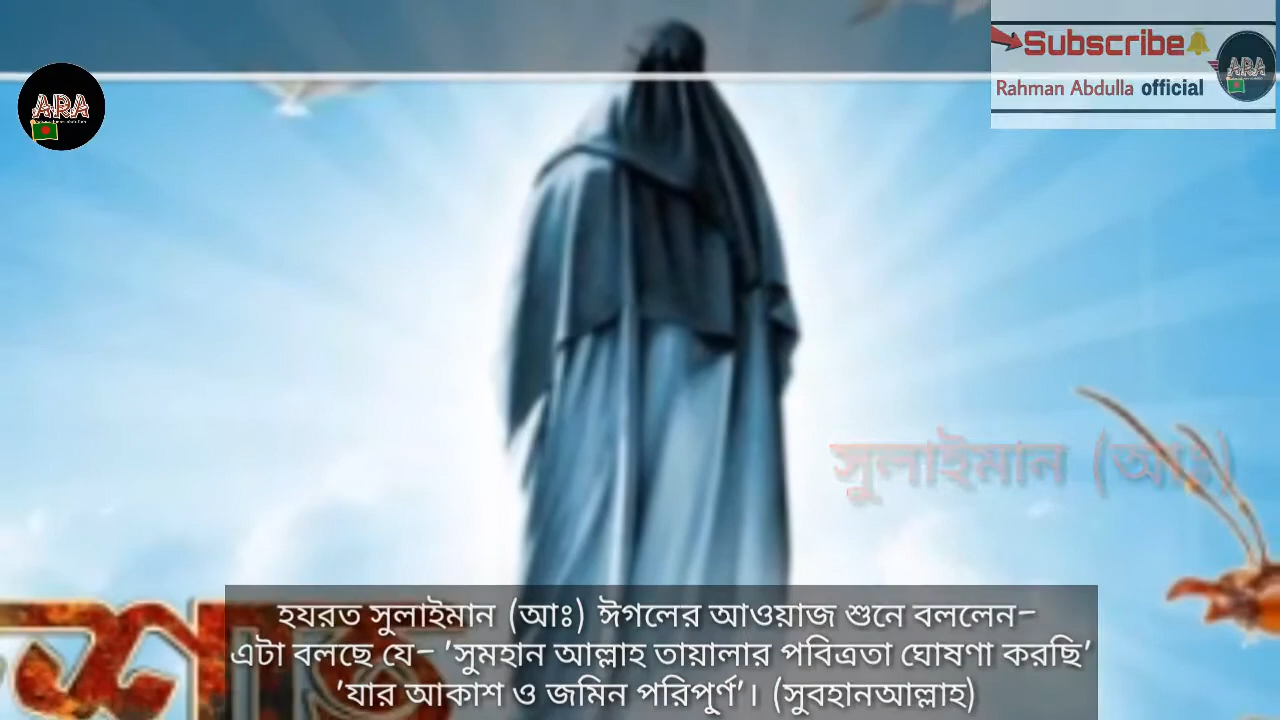 Subscribe
Rahman Abdulla official
ARA
ARA
সুলাইমান (আঃ)
হযরত সুলাইমান (আঃ) ঈগলের আওয়াজ শুনে বললেন-
এটা বলছে যে- 'সুমহান আল্লাহ তায়ালার পবিত্রতা ঘোষণা করছি'
'যার আকাশ ও জমিন পরিপূর্ণ'। (সুবহানআল্লাহ)